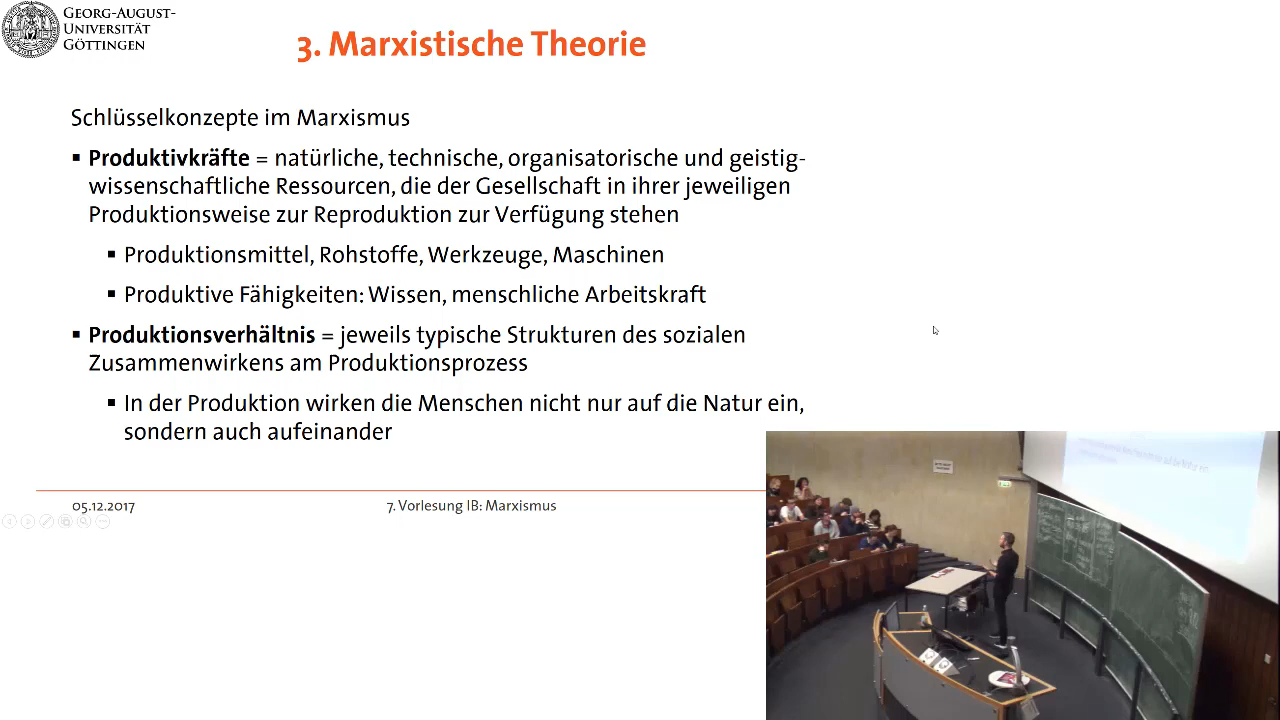 GEORG-AUGUST-
UNIVERSITÄT
GÖTTINGEN
3. Marxistische Theorie
Schlüsselkonzepte im Marxismus
▪ Produktivkräfte = natürliche, technische, organisatorische und geistig-
wissenschaftliche Ressourcen, die der Gesellschaft in ihrer jeweiligen
Produktionsweise zur Reproduktion zur Verfügung stehen
▪ Produktionsmittel, Rohstoffe, Werkzeuge, Maschinen
▪ Produktive Fähigkeiten: Wissen, menschliche Arbeitskraft
▪ Produktionsverhältnis = jeweils typische Strukturen des sozialen
Zusammenwirkens am Produktionsprozess
▪ In der Produktion wirken die Menschen nicht nur auf die Natur ein,
sondern auch aufeinander
05.12.2017
7. Vorlesung IB: Marxismus